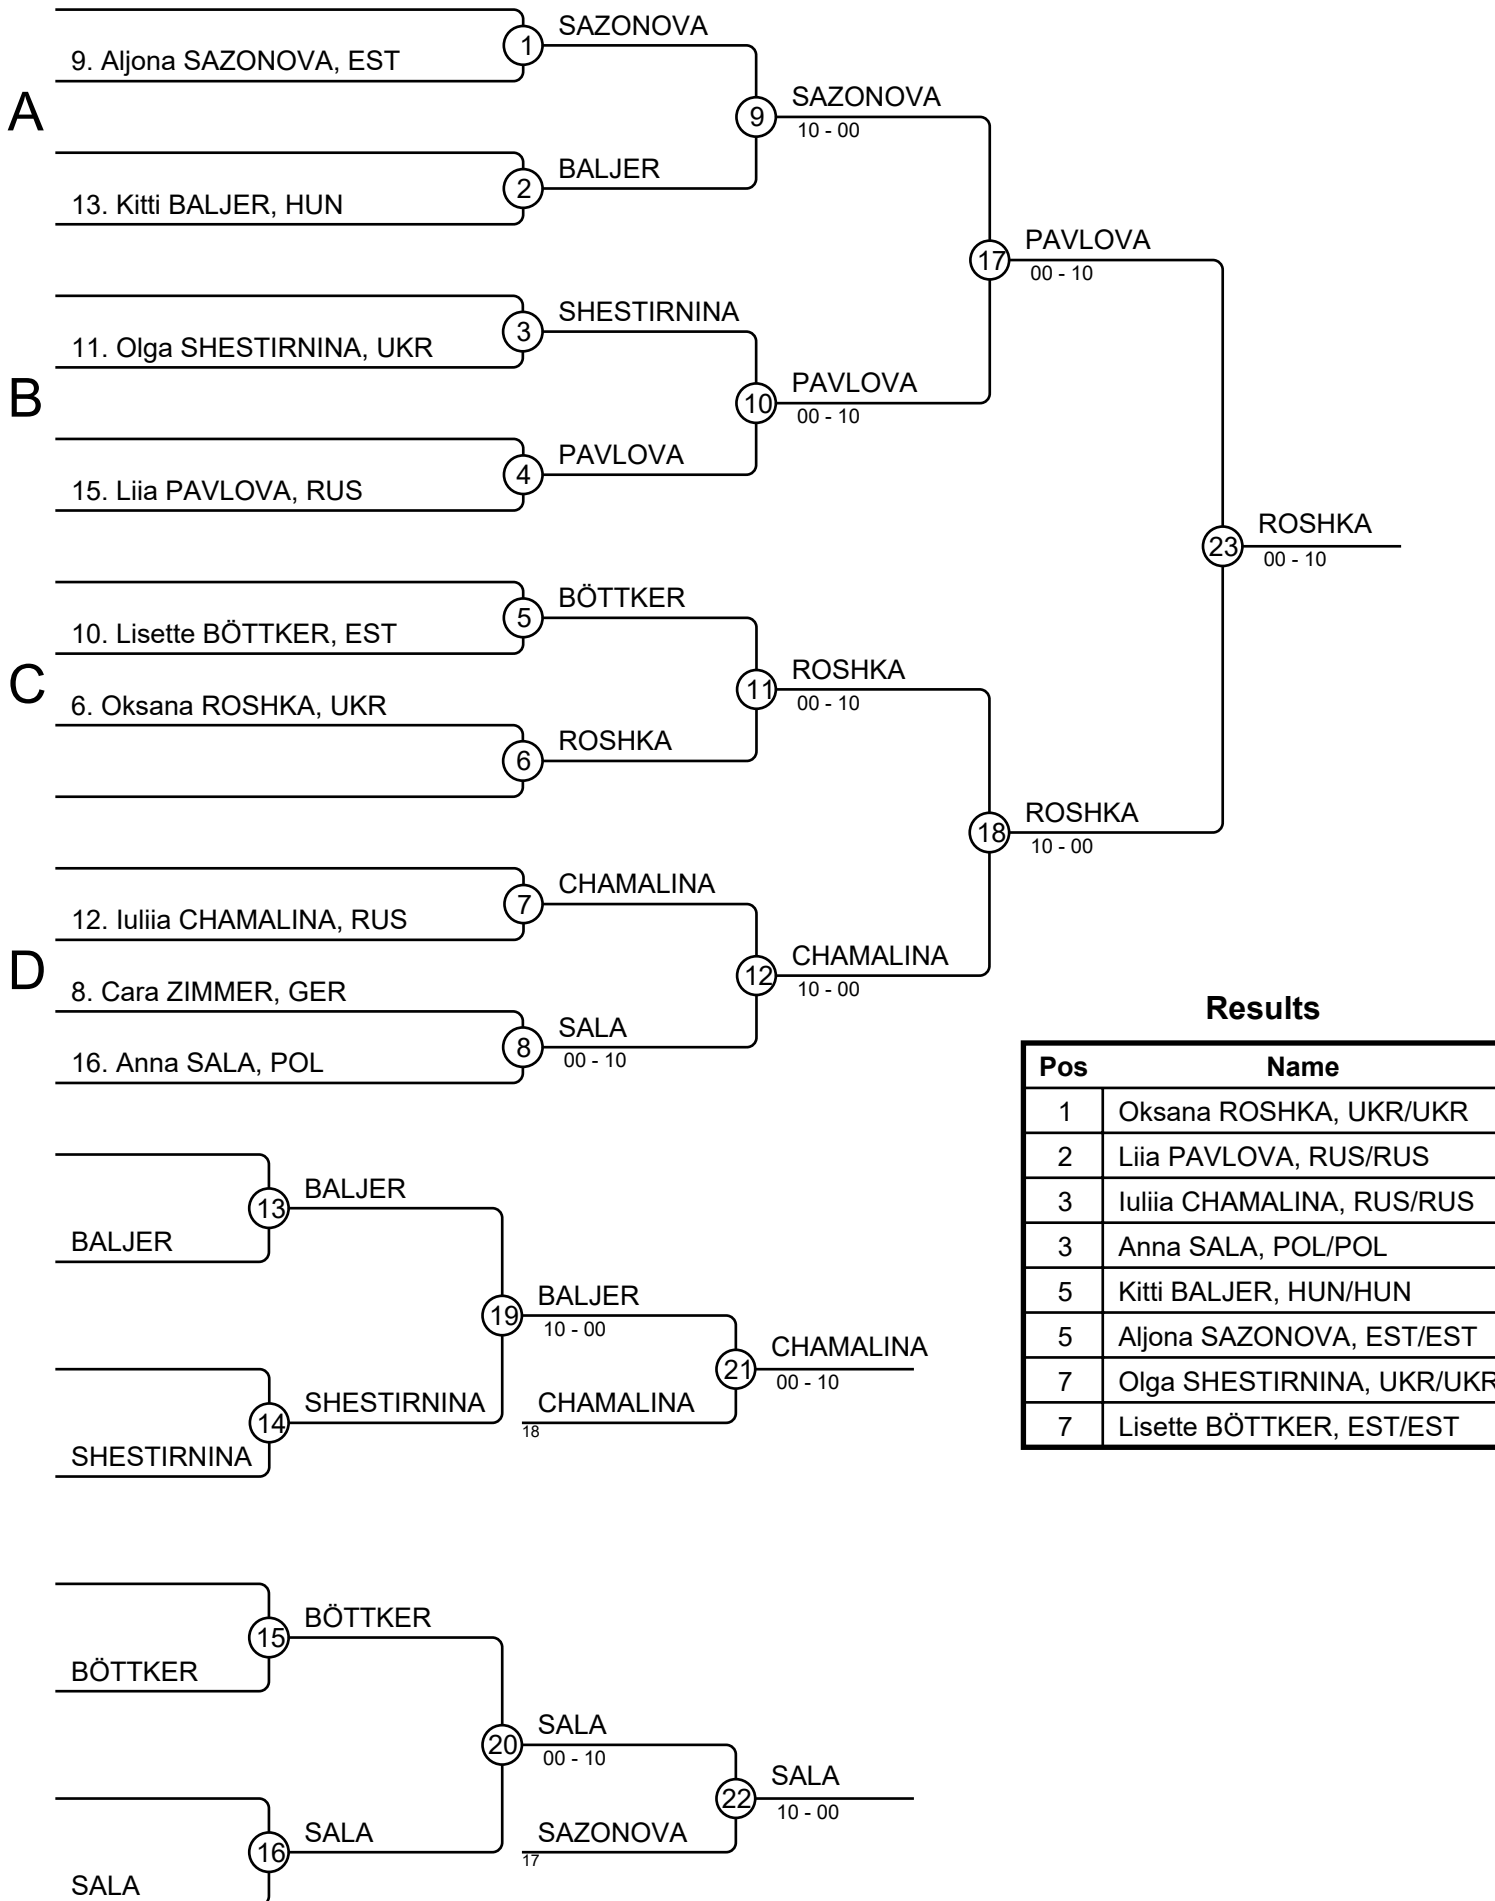 A
9. Aljona SAZONOVA, EST
1
SAZONOVA
13. Kitti BALJER, HUN
2
BALJER
9
SAZONOVA
10 - 00
B
11. Olga SHESTIRNINA, UKR
3
SHESTIRNINA
15. Liia PAVLOVA, RUS
4
PAVLOVA
10
PAVLOVA
00 - 10
17
PAVLOVA
00 - 10
C
10. Lisette BÖTTKER, EST
5
BÖTTKER
6. Oksana ROSHKA, UKR
6
ROSHKA
11
ROSHKA
00 - 10
D
12. Iuliia CHAMALINA, RUS
7
CHAMALINA
8. Cara ZIMMER, GER
16. Anna SALA, POL
8
SALA
00 - 10
12
CHAMALINA
10 - 00
18
ROSHKA
10 - 00
23
ROSHKA
00 - 10
BALJER
13
BALJER
SHESTIRNINA
14
SHESTIRNINA
19
BALJER
10 - 00
CHAMALINA
18
21
CHAMALINA
00 - 10
BÖTTKER
15
BÖTTKER
SALA
16
SALA
20
SALA
00 - 10
SAZONOVA
17
22
SALA
10 - 00
Results
Pos Name
1 Oksana ROSHKA, UKR/UKR
2 Liia PAVLOVA, RUS/RUS
3 Iuliia CHAMALINA, RUS/RUS
3 Anna SALA, POL/POL
5 Kitti BALJER, HUN/HUN
5 Aljona SAZONOVA, EST/EST
7 Olga SHESTIRNINA, UKR/UKR
7 Lisette BÖTTKER, EST/EST